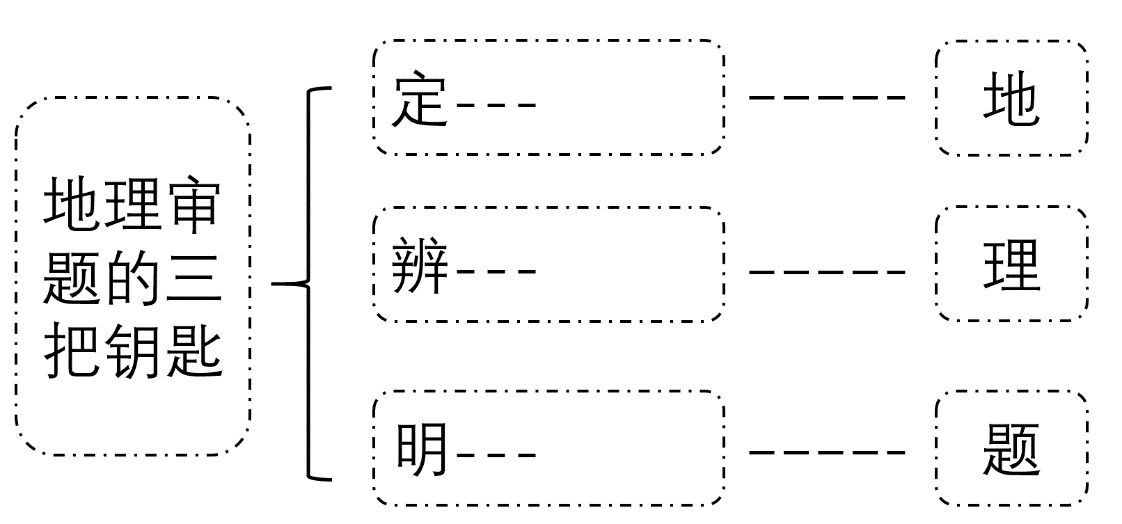 地理审
题的三
把钥匙
定---
地
辨---
理
明---
题